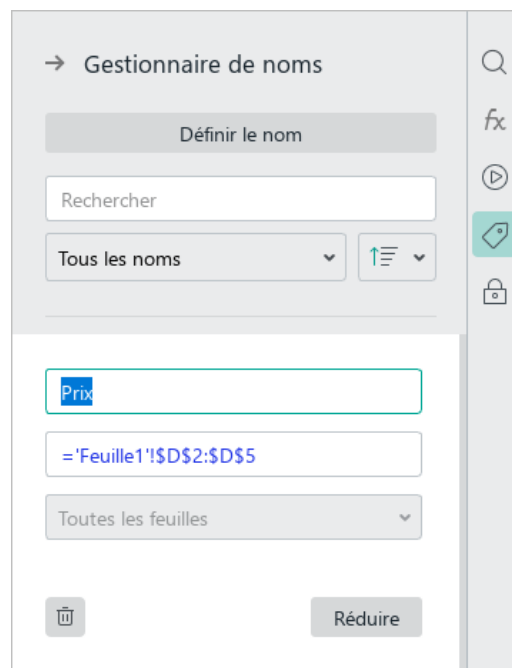 Gestionnaire de noms
Définir le nom
Rechercher
Tous les noms
Prix
='Feuille1'!$D$2:$D$5
Toutes les feuilles
Réduire